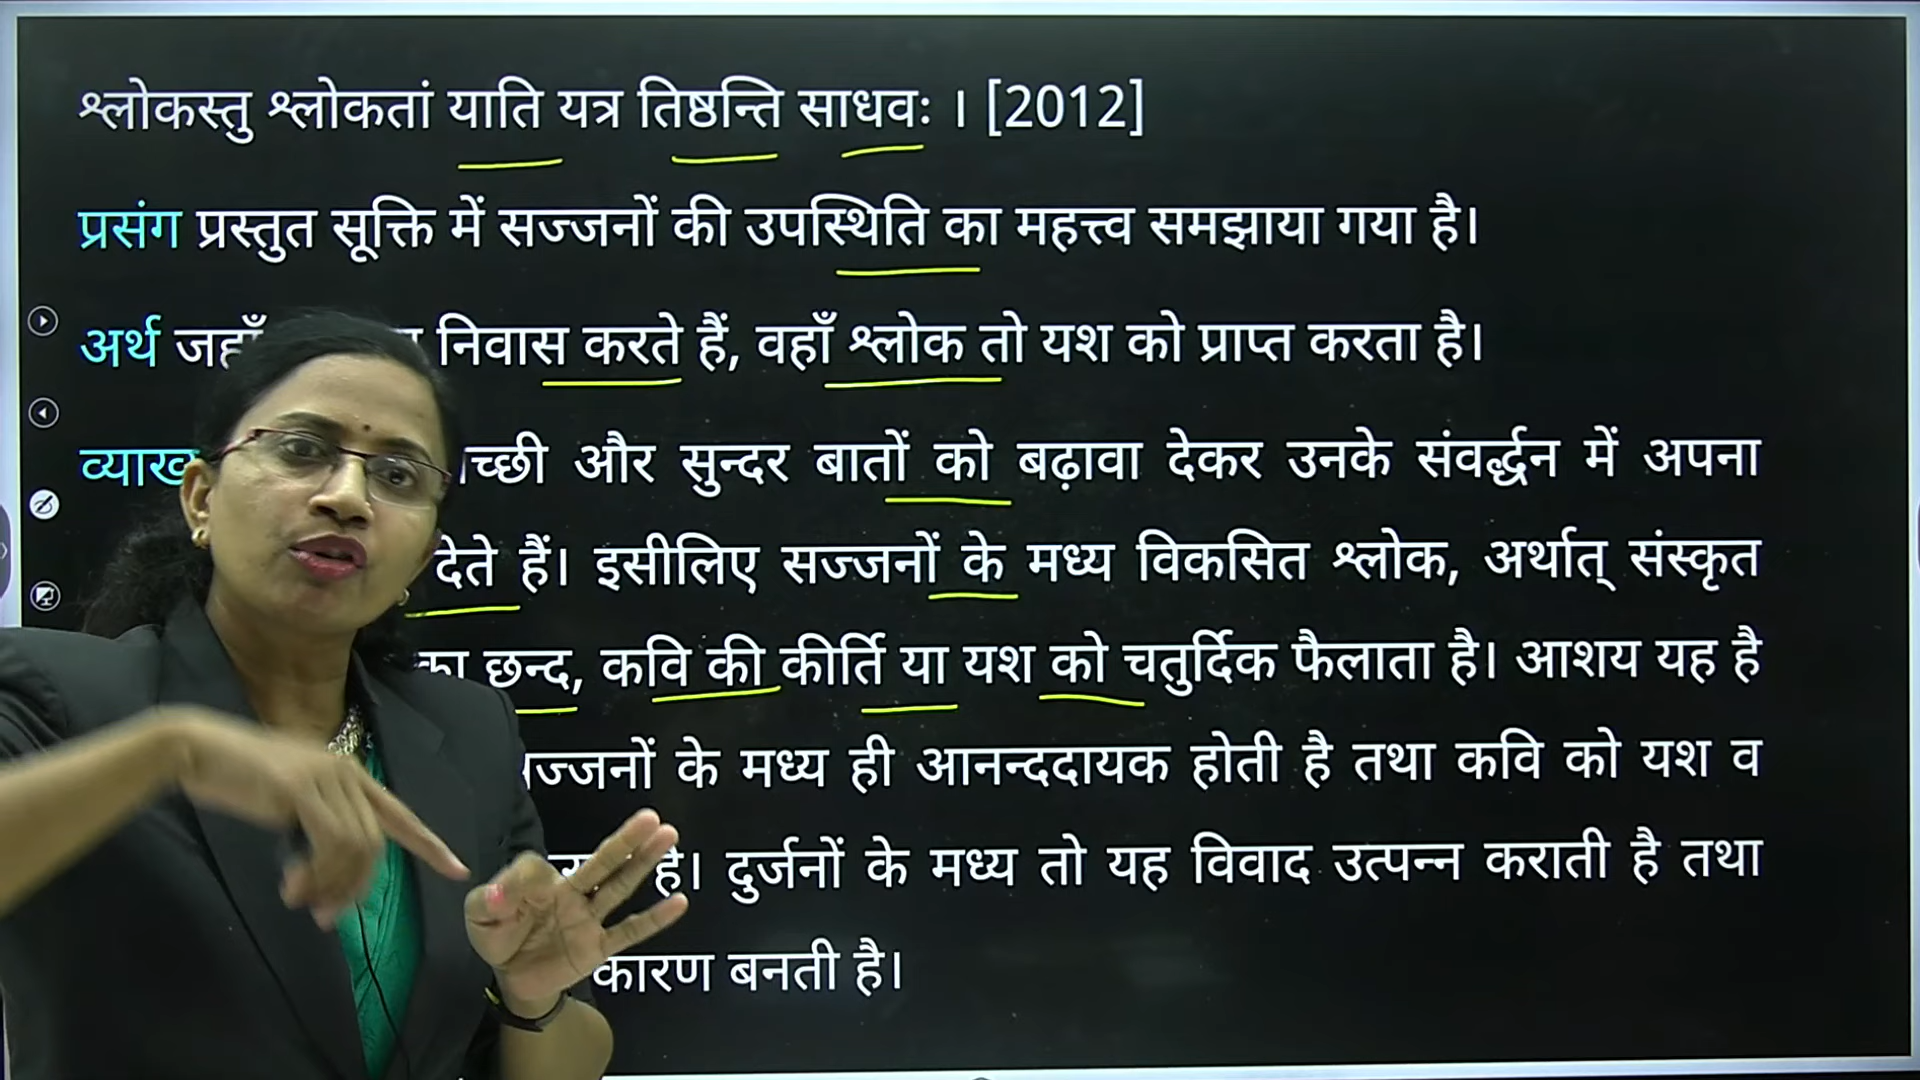 श्लोकस्तु श्लोकतां याति यत्र तिष्ठन्ति साधवः । [2012]
प्रसंग प्रस्तुत सूक्ति में सज्जनों की उपस्थिति का महत्त्व समझाया गया है।
अर्थ जहाँ निवास करते हैं, वहाँ श्लोक तो यश को प्राप्त करता है।
और सुन्दर बातों को बढ़ावा देकर उनके संवर्द्धन में अपना
देते हैं। इसीलिए सज्जनों के मध्य विकसित श्लोक, अर्थात् संस्कृत
का छन्द, कवि की कीर्ति या यश को चतुर्दिक फैलाता है। आशय यह है
सज्जनों के मध्य ही आनन्ददायक होती है तथा कवि को यश व
है। दुर्जनों के मध्य तो यह विवाद उत्पन्न कराती है तथा
कारण बनती है।